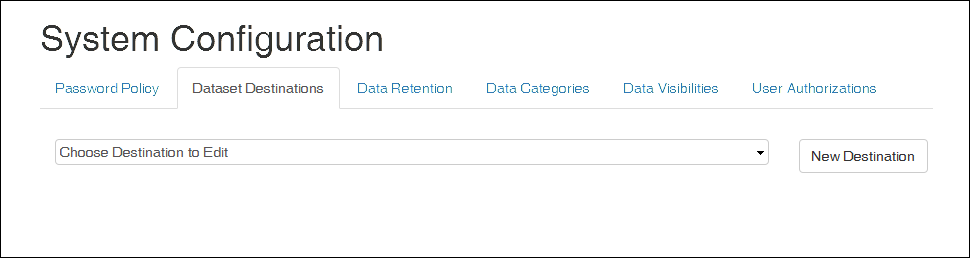 System Configuration
Password Policy Dataset Destinations Data Retention Data Categories Data Visibilities User Authorizations
Choose Destination to Edit New Destination